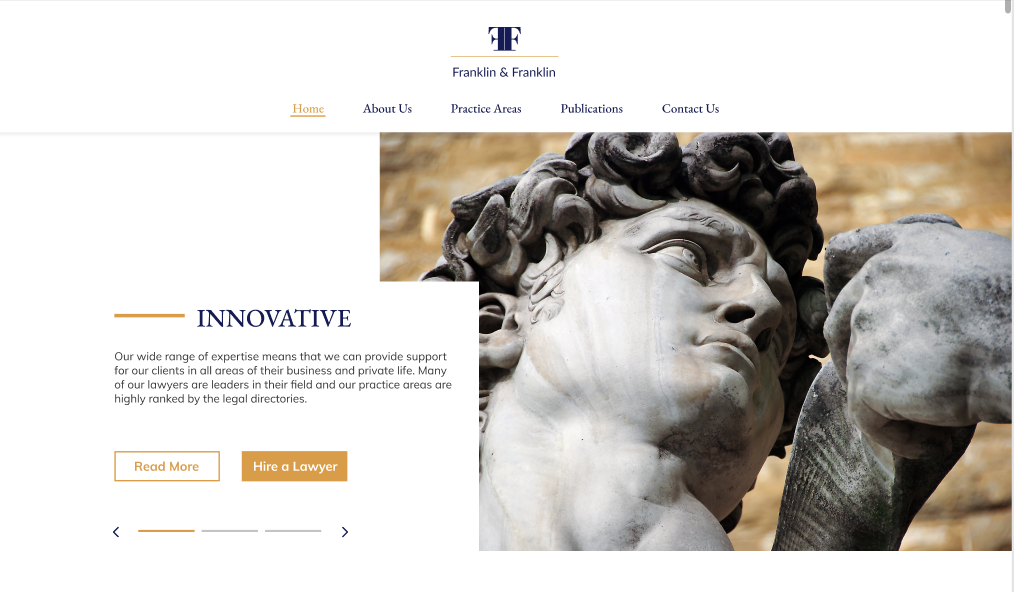 FF
Franklin & Franklin
Home About Us Practice Areas Publications Contact Us
INNOVATIVE
Our wide range of expertise means that we can provide support
for our clients in all areas of their business and private life. Many
of our lawyers are leaders in their field and our practice areas are
highly ranked by the legal directories.
Read More Hire a Lawyer